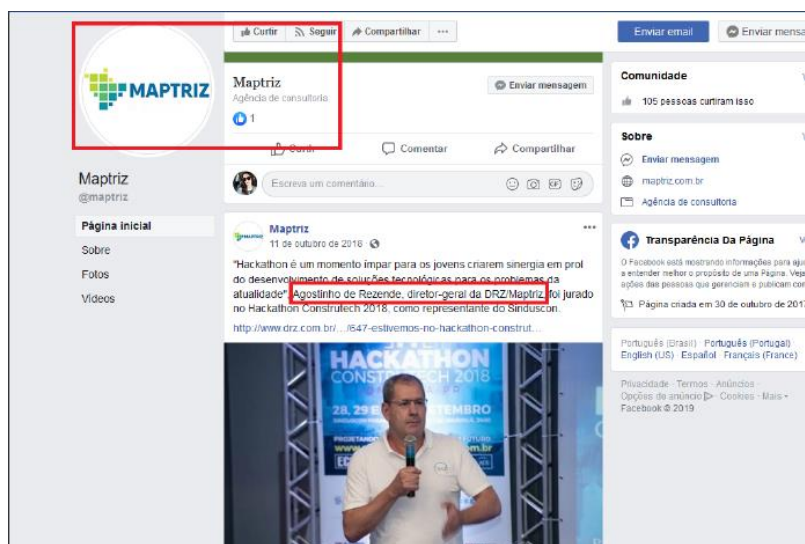 Curtir Seguir Compartilhar ...
Enviar email Enviar mensa
MAPTRIZ
Maptriz
@maptriz
Página inicial
Sobre
Fotos
Vídeos
Maptriz
Agência de consultoria
Enviar mensagem
1
Curtir Comentar Compartilhar
Escreva um comentário...
Maptriz
11 de outubro de 2018
"Hackathon é um momento ímpar para os jovens criarem sinergia em prol
do desenvolvimento de soluções tecnológicas para os problemas da
atualidade". Agostinho de Rezende, diretor-geral da DRZ/Maptriz, foi jurado
no Hackathon Construtech 2018, como representante do Sinduscon.
http://www.drz.com.br/.../647-estivemos-no-hackathon-construt...
HACKATHON
CONSTRUTECH 2018
28, 29
TEMBRO
Comunidade
105 pessoas curtiram isso
Sobre
Enviar mensagem
maptriz.com.br
Agência de consultoria
Transparência Da Página
O Facebook está mostrando informações para aju
a entender melhor o propósito de uma Página. Veja
ações das pessoas que gerenciam e publicam con
Página criada em 30 de outubro de 2017
Português (Brasil) · Português (Portugal) ·
English (US) · Español · Français (France)
Privacidade · Termos · Anúncios ·
Opções de anúncio · Cookies · Mais
Facebook © 2019